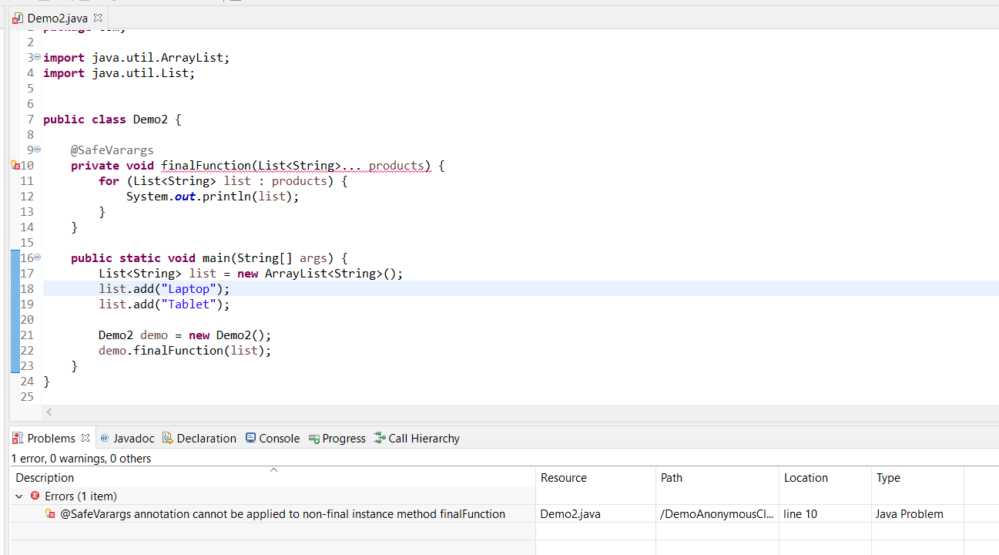 Demo2.java
2
3 import java.util.ArrayList;
4 import java.util.List;
5
6
7 public class Demo2 {
8
9 @SafeVarargs
10 private void finalFunction(List<String>... products) {
11 for (List<String> list : products) {
12 System.out.println(list);
13 }
14 }
15
16 public static void main(String[] args) {
17 List<String> list = new ArrayList<String>();
18 list.add("Laptop");
19 list.add("Tablet");
20
21 Demo2 demo = new Demo2();
22 demo.finalFunction(list);
23 }
24 }
25
Problems @ Javadoc Declaration Console Progress Call Hierarchy
1 error, 0 warnings, 0 others
Description Resource Path Location Type
Errors (1 item)
@SafeVarargs annotation cannot be applied to non-final instance method finalFunction Demo2.java /DemoAnonymousCl... line 10 Java Problem